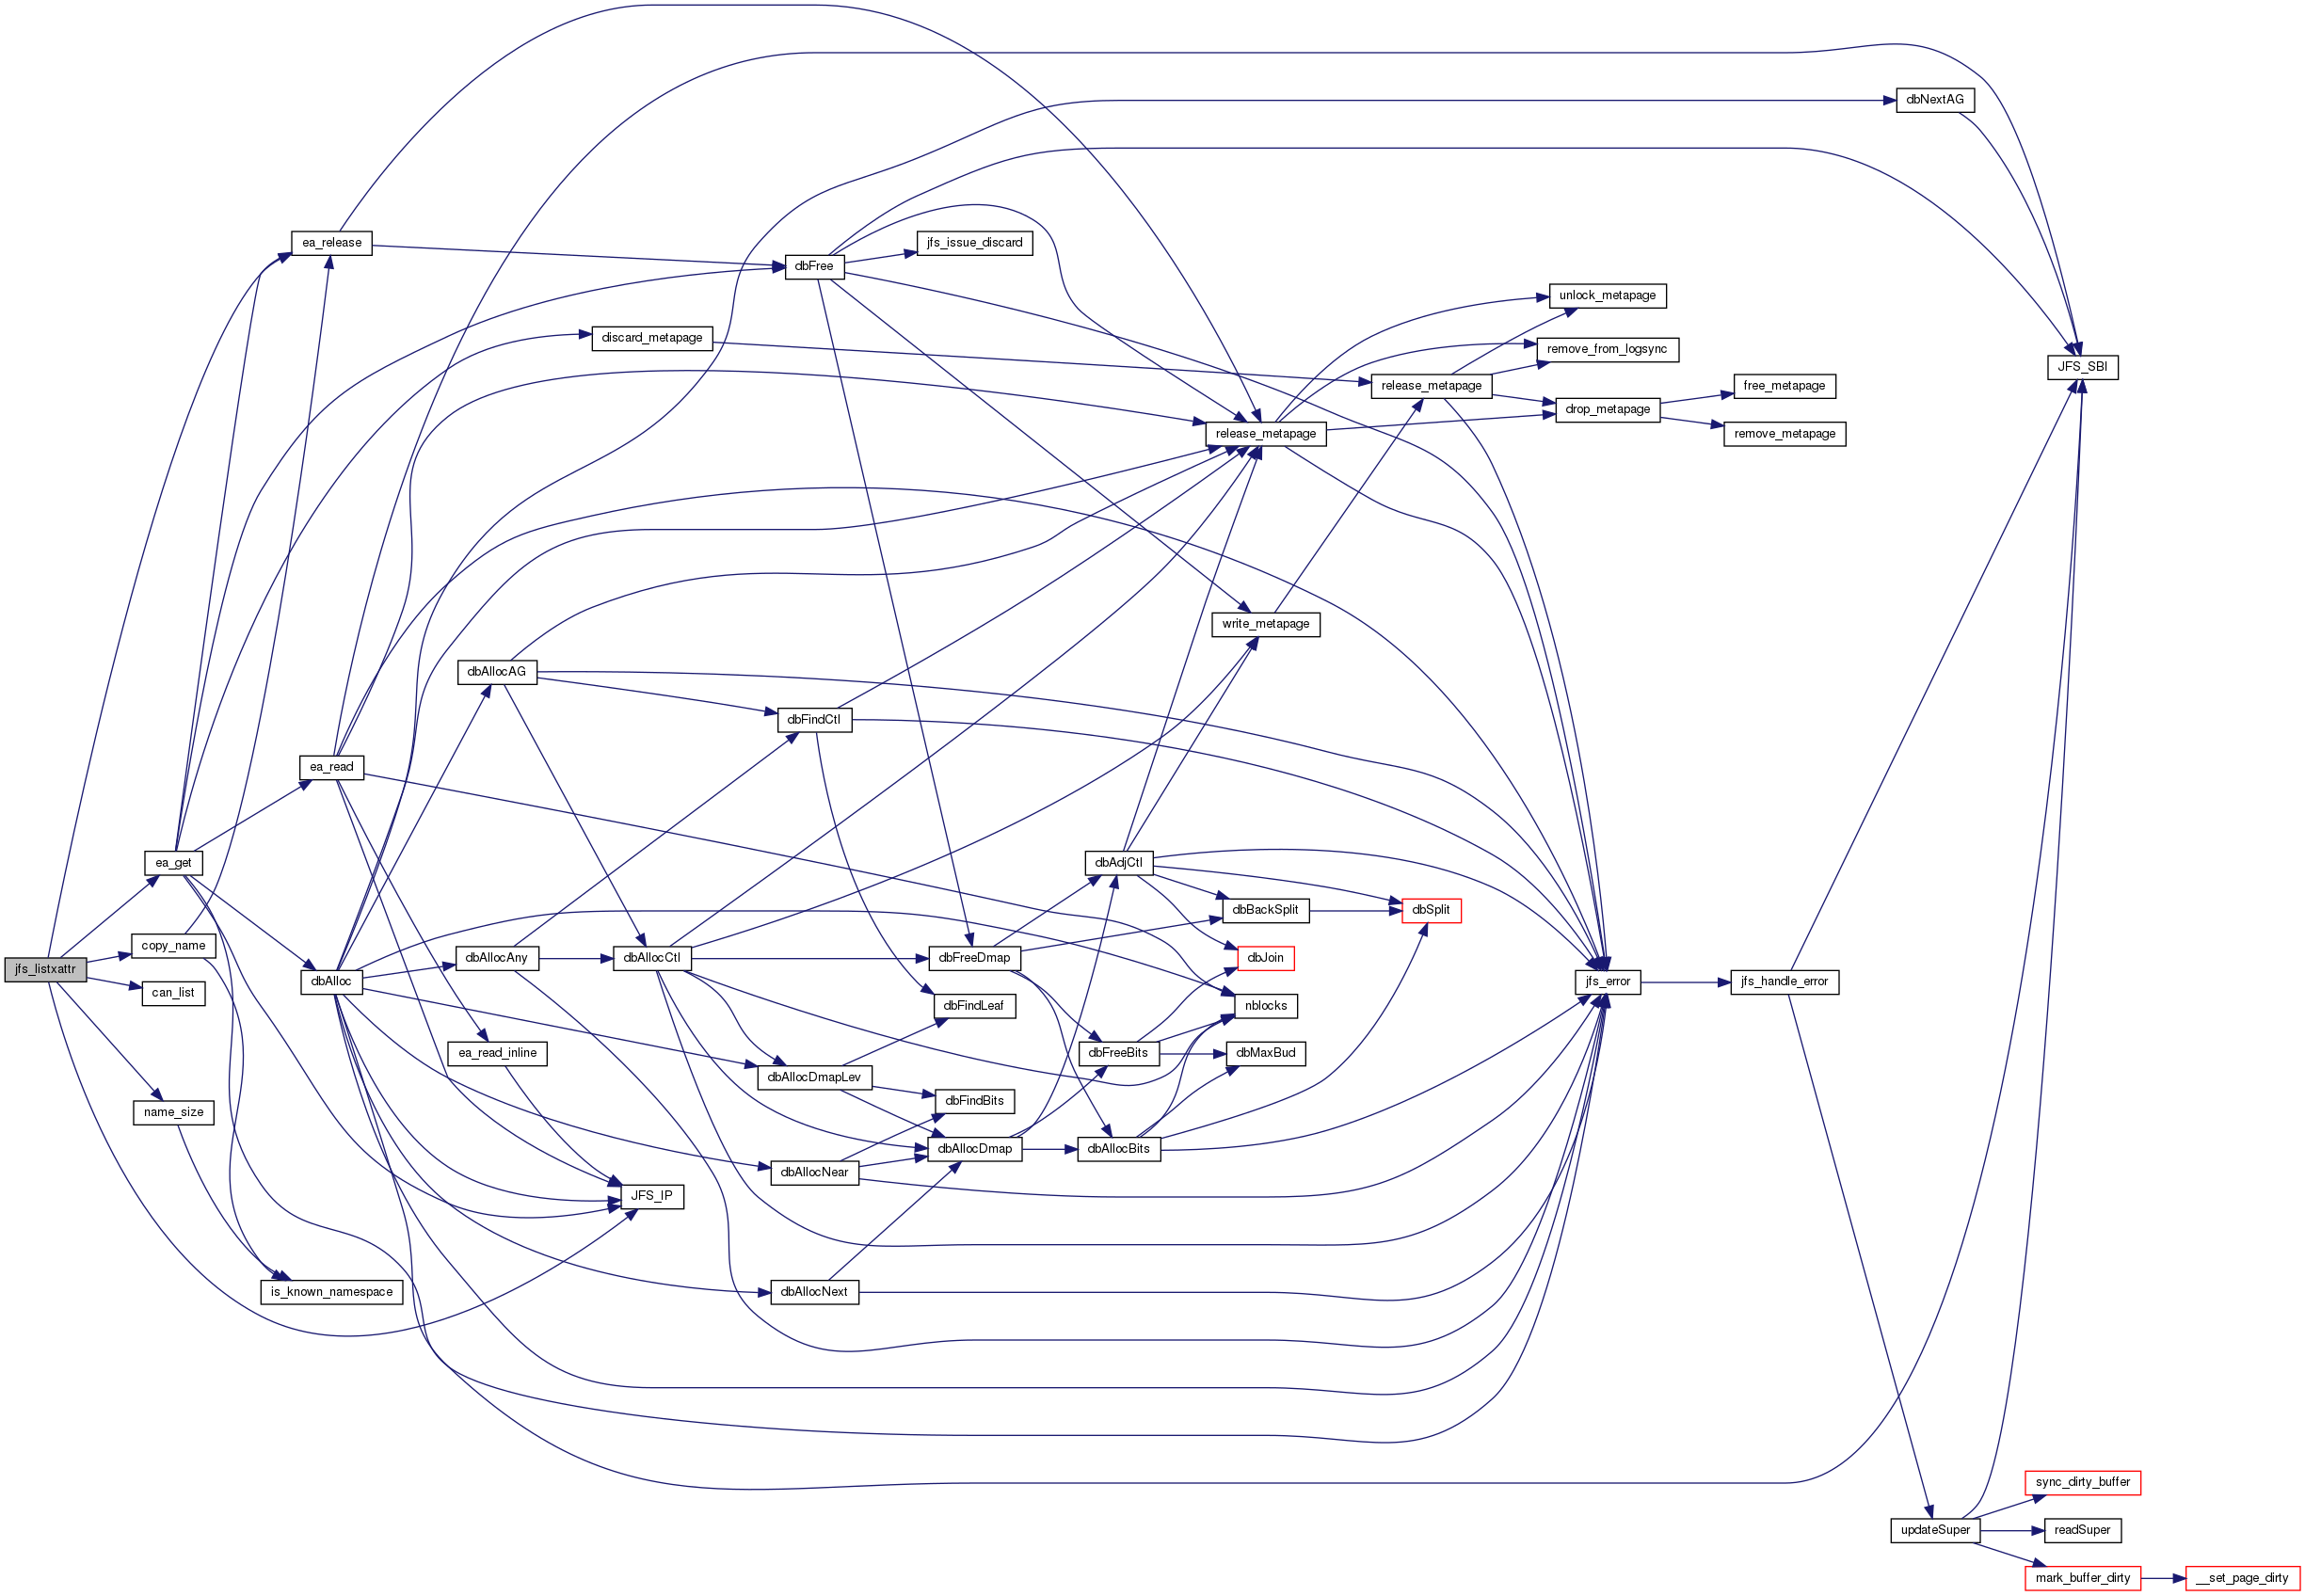 dbNextAG
ea_release
jfs_issue_discard
dbFree
unlock_metapage
discard_metapage
remove_from_logsync
JFS_SBI
release_metapage
free_metapage
drop_metapage
release_metapage
remove_metapage
write_metapage
dbAllocAG
dbFindCtl
ea_read
ea_get
dbAdjCtl
dbBackSplit
dbSplit
copy_name
dbAllocAny
dbAllocCtl
dbFreeDmap
dbJoin
jfs_listxattr
dbAlloc
jfs_error
jfs_handle_error
can_list
dbFindLeaf
nblocks
ea_read_inline
dbFreeBits
dbMaxBud
dbAllocDmapLev
name_size
dbFindBits
dbAllocDmap
dbAllocBits
dbAllocNear
JFS_IP
is_known_namespace
dbAllocNext
sync_dirty_buffer
updateSuper
readSuper
mark_buffer_dirty
__set_page_dirty